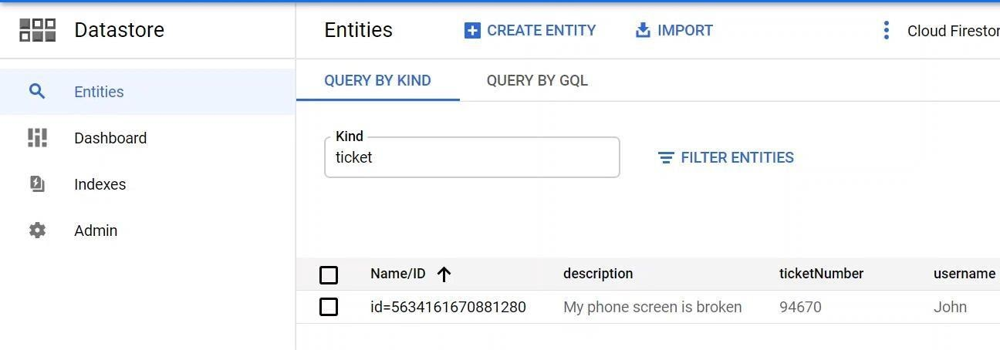 Datastore
Entities
Dashboard
Indexes
Admin
Entities CREATE ENTITY IMPORT Cloud Firestor
QUERY BY KIND QUERY BY GQL
Kind
ticket
FILTER ENTITIES
Name/ID description ticketNumber username
id=5634161670881280 My phone screen is broken 94670 John